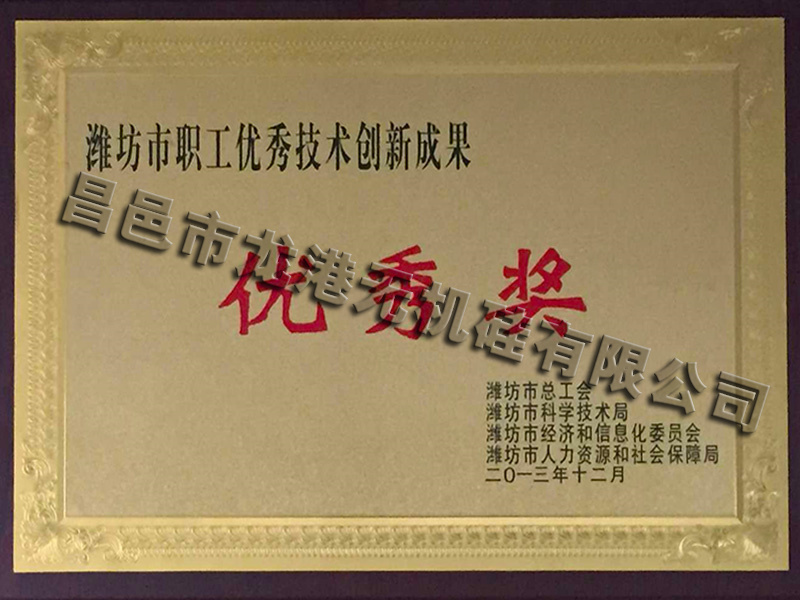 潍坊市职工优秀技术创新成果
昌邑市龙港无机硅有限公司
优秀奖
潍坊市总工会
潍坊市科学技术局
潍坊市经济和信息化委员会
潍坊市人力资源和社会保障局
二〇一三年十二月